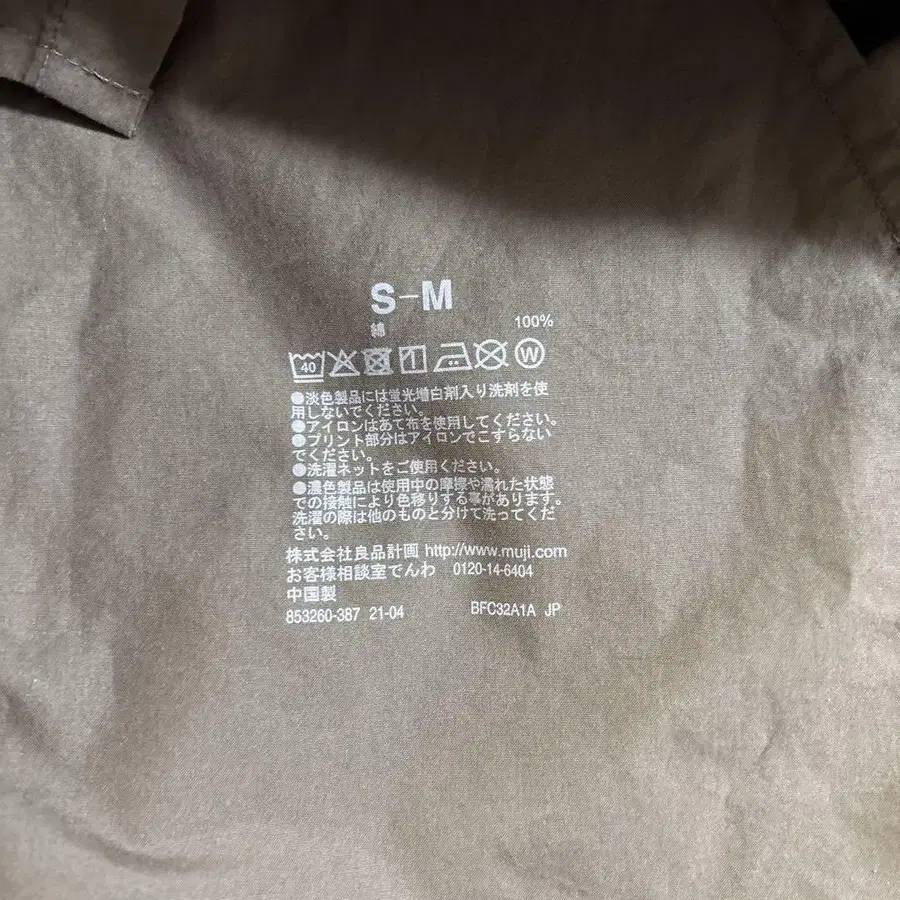 S-M
綿 100%
40 W
●淡色製品には蛍光増白剤入り洗剤を使
用しないでください。
●アイロンはあて布を使用してください。
●プリント部分はアイロンでこすらない
でください。
●洗濯ネットをご使用ください。
●濃色製品は使用中の摩擦や濡れた状態
での接触により色移りする事があります。
洗濯の際は他のものと分けて洗ってくだ
さい。
株式会社良品計画 http://www.muji.com
お客様相談室でんわ 0120-14-6404
中国製
853260-387 21-04 BFC32A1A JP